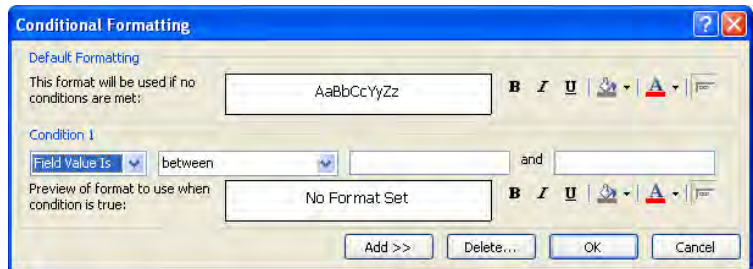 Conditional Formatting
Default Formatting
This format will be used if no
conditions are met:
AaBbCcYyZz
B I U A
Condition 1
Field Value Is between and
Preview of format to use when
condition is true:
No Format Set
B I U A
Add >> Delete... OK Cancel